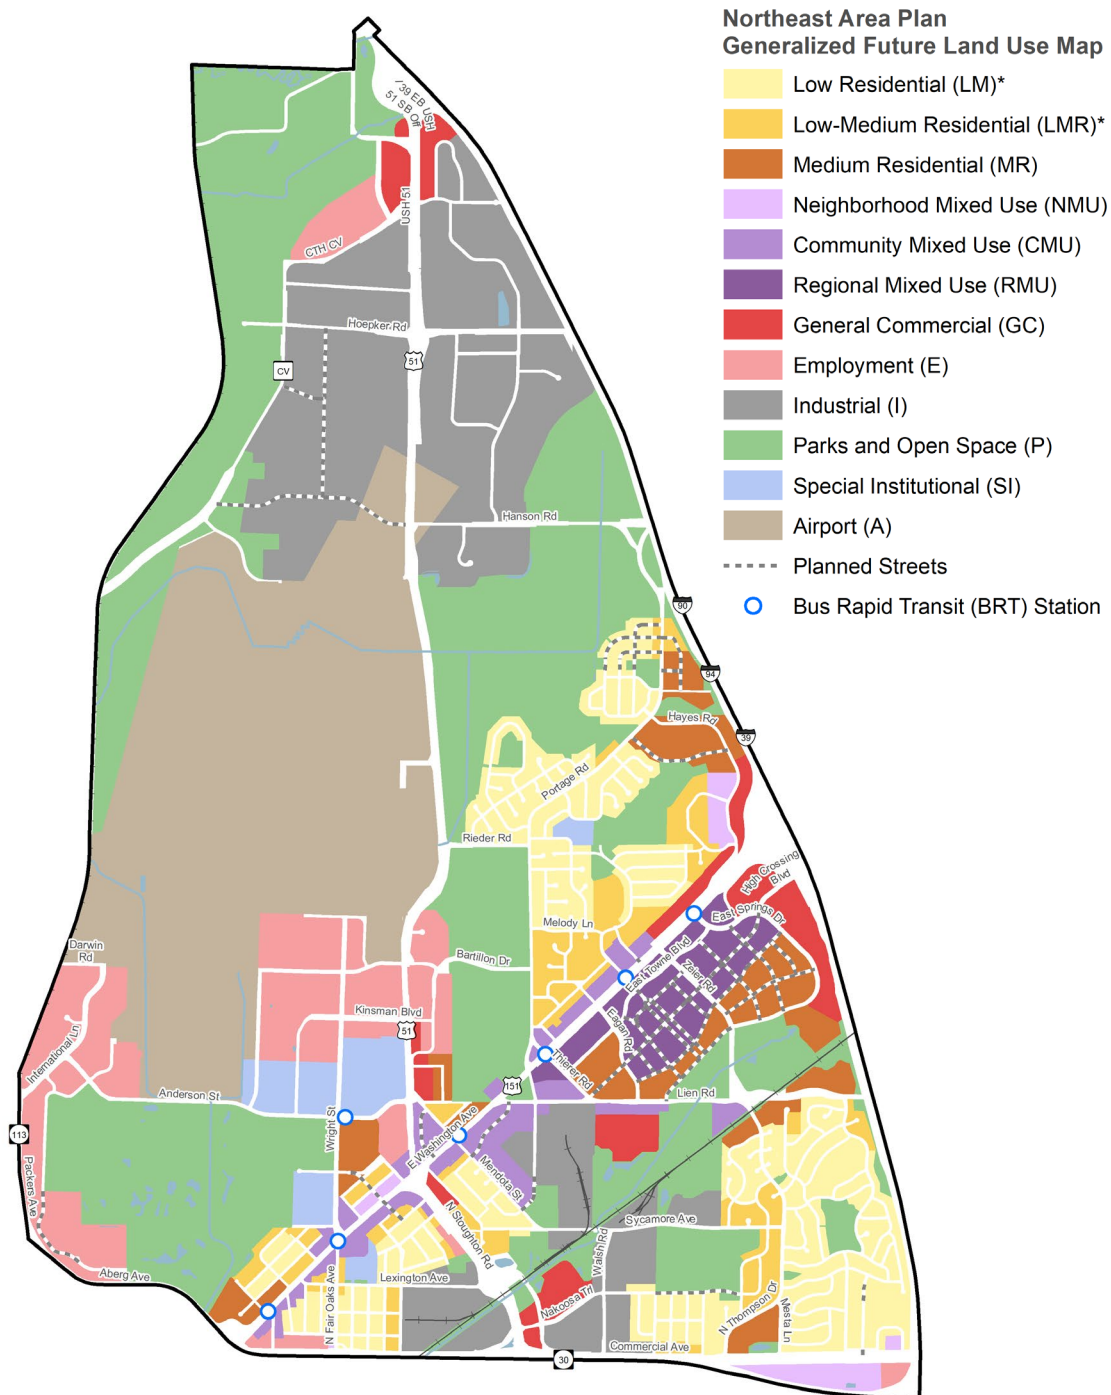 Northeast Area Plan
Generalized Future Land Use Map
Low Residential (LM)*
Low-Medium Residential (LMR)*
Medium Residential (MR)
Neighborhood Mixed Use (NMU)
Community Mixed Use (CMU)
Regional Mixed Use (RMU)
General Commercial (GC)
Employment (E)
Industrial (I)
Parks and Open Space (P)
Special Institutional (SI)
Airport (A)
Planned Streets
Bus Rapid Transit (BRT) Station
/39 EB USH
51 SB Off
USH 51
CTH CV
Hoepker Rd
51
CV
Hanson Rd
90
94
Hayes Rd
39
Portage Rd
Rieder Rd
High Crossing
Blvd
East Springs Dr
Melody Ln
East Towne Blvd
Zeier Rd
Darwin
Rd
Bartillon Dr
Kinsman Blvd
51
Eagan Rd
International Ln
Thierer Rd
151
Anderson St
Lien Rd
Wright St
E Washington Ave
113
Packers Ave
Mendota St
N Stoughton Rd
Sycamore Ave
Walsh Rd
Aberg Ave
Lexington Ave
N Fair Oaks Ave
Nakoosa Trl
N Thompson Dr
Mesta Ln
Commercial Ave
30